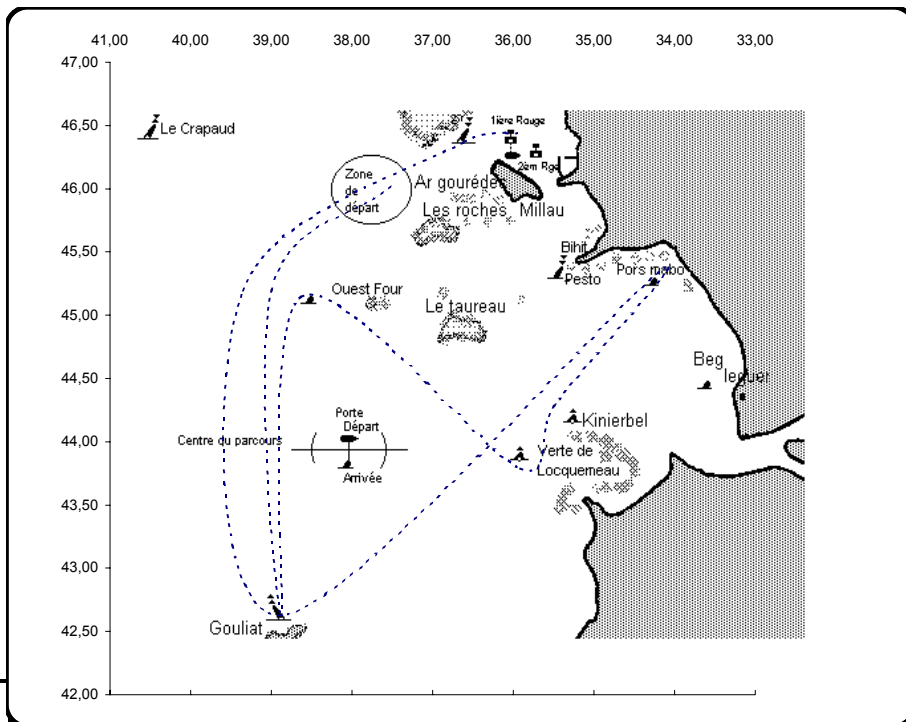 41,00 40,00 39,00 38,00 37,00 36,00 35,00 34,00 33,00
47,00
46,50
46,00
45,50
45,00
44,50
44,00
43,50
43,00
42,50
42,00
Le Crapaud
1ière Rouge
2èm Rge
Zone
de
départ
Ar gourédec
Les roches Millau
Bihit
Pesto
Pors mabo
Ouest Four
Le taureau
Beg
leguer
Kinierbel
Porte
Départ
Centre du parcours
Arrivée
Verte de
Locquemeau
Gouliat